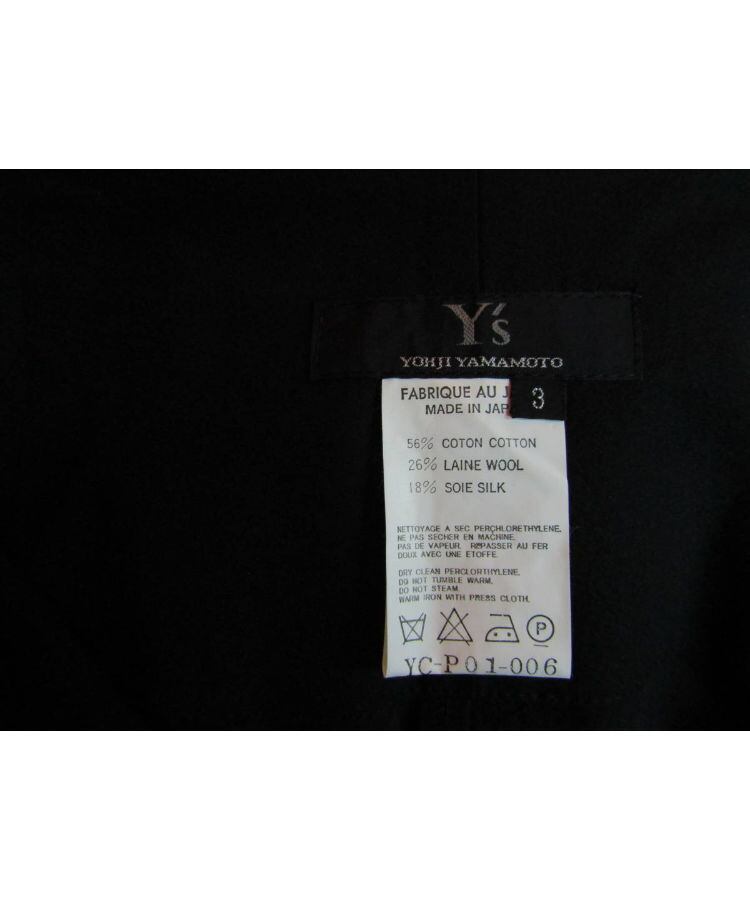 Y's
YOHJI YAMAMOTO
FABRIQUE AU J
MADE IN JAP
3
56% COTON COTTON
26% LAINE WOOL
18% SOIE SILK
NETTOYAGE A SEC PERCHLORETHYLENE.
NE PAS SECHER EN MACHINE.
PAS DE VAPEUR. REPASSER AU FER
DOUX AVEC UNE ETOFFE.
DRY CLEAN PERCLORTHYLENE.
DO NOT TUMBLE WARM.
DO NOT STEAM.
WARM IRON WITH PRESS CLOTH.
P
YC-P01-006